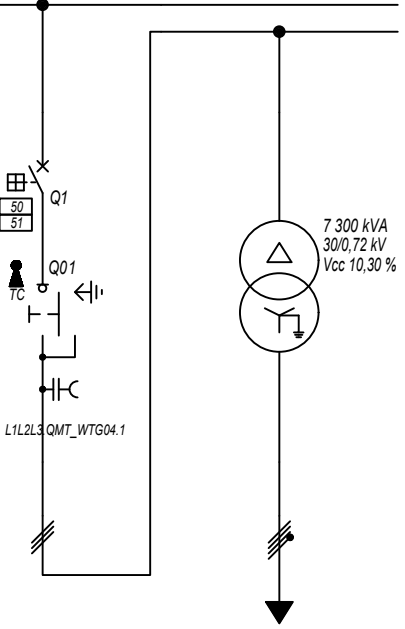 Q1
50
51
Q01
TC
L1L2L3 QMT_WTG04.1
7 300 kVA
30/0,72 kV
Vcc 10,30 %